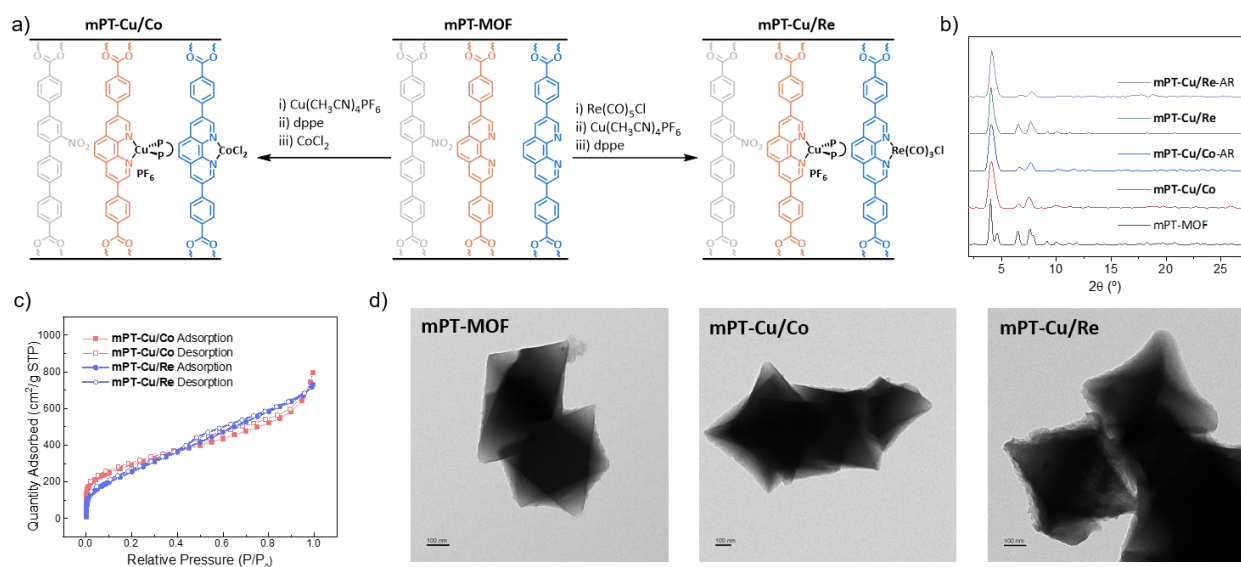 a)
mPT-Cu/Co
mPT-MOF
mPT-Cu/Re
i) Cu(CH₃CN)₄PF₆
ii) dppe
iii) CoCl₂
i) Re(CO)₅Cl
ii) Cu(CH₃CN)₄PF₆
iii) dppe
O O
O O
O O
O O
O O
O O
O O
O O
O O
NO₂
N
N
Cu
P
P
PF₆
N
N
CoCl₂
NO₂
N
N
N
N
NO₂
N
N
Cu
P
P
PF₆
N
N
Re(CO)₃Cl
O O
O O
O O
O O
O O
O O
O O
O O
O O
b)
mPT-Cu/Re-AR
mPT-Cu/Re
mPT-Cu/Co-AR
mPT-Cu/Co
mPT-MOF
5 10 15 20 25
2θ (º)
c)
Quantity Adsorbed (cm²/g STP)
1000
800
600
400
200
0
mPT-Cu/Co Adsorption
mPT-Cu/Co Desorption
mPT-Cu/Re Adsorption
mPT-Cu/Re Desorption
0.0 0.2 0.4 0.6 0.8 1.0
Relative Pressure (P/P₀)
d)
mPT-MOF
100 nm
mPT-Cu/Co
100 nm
mPT-Cu/Re
100 nm